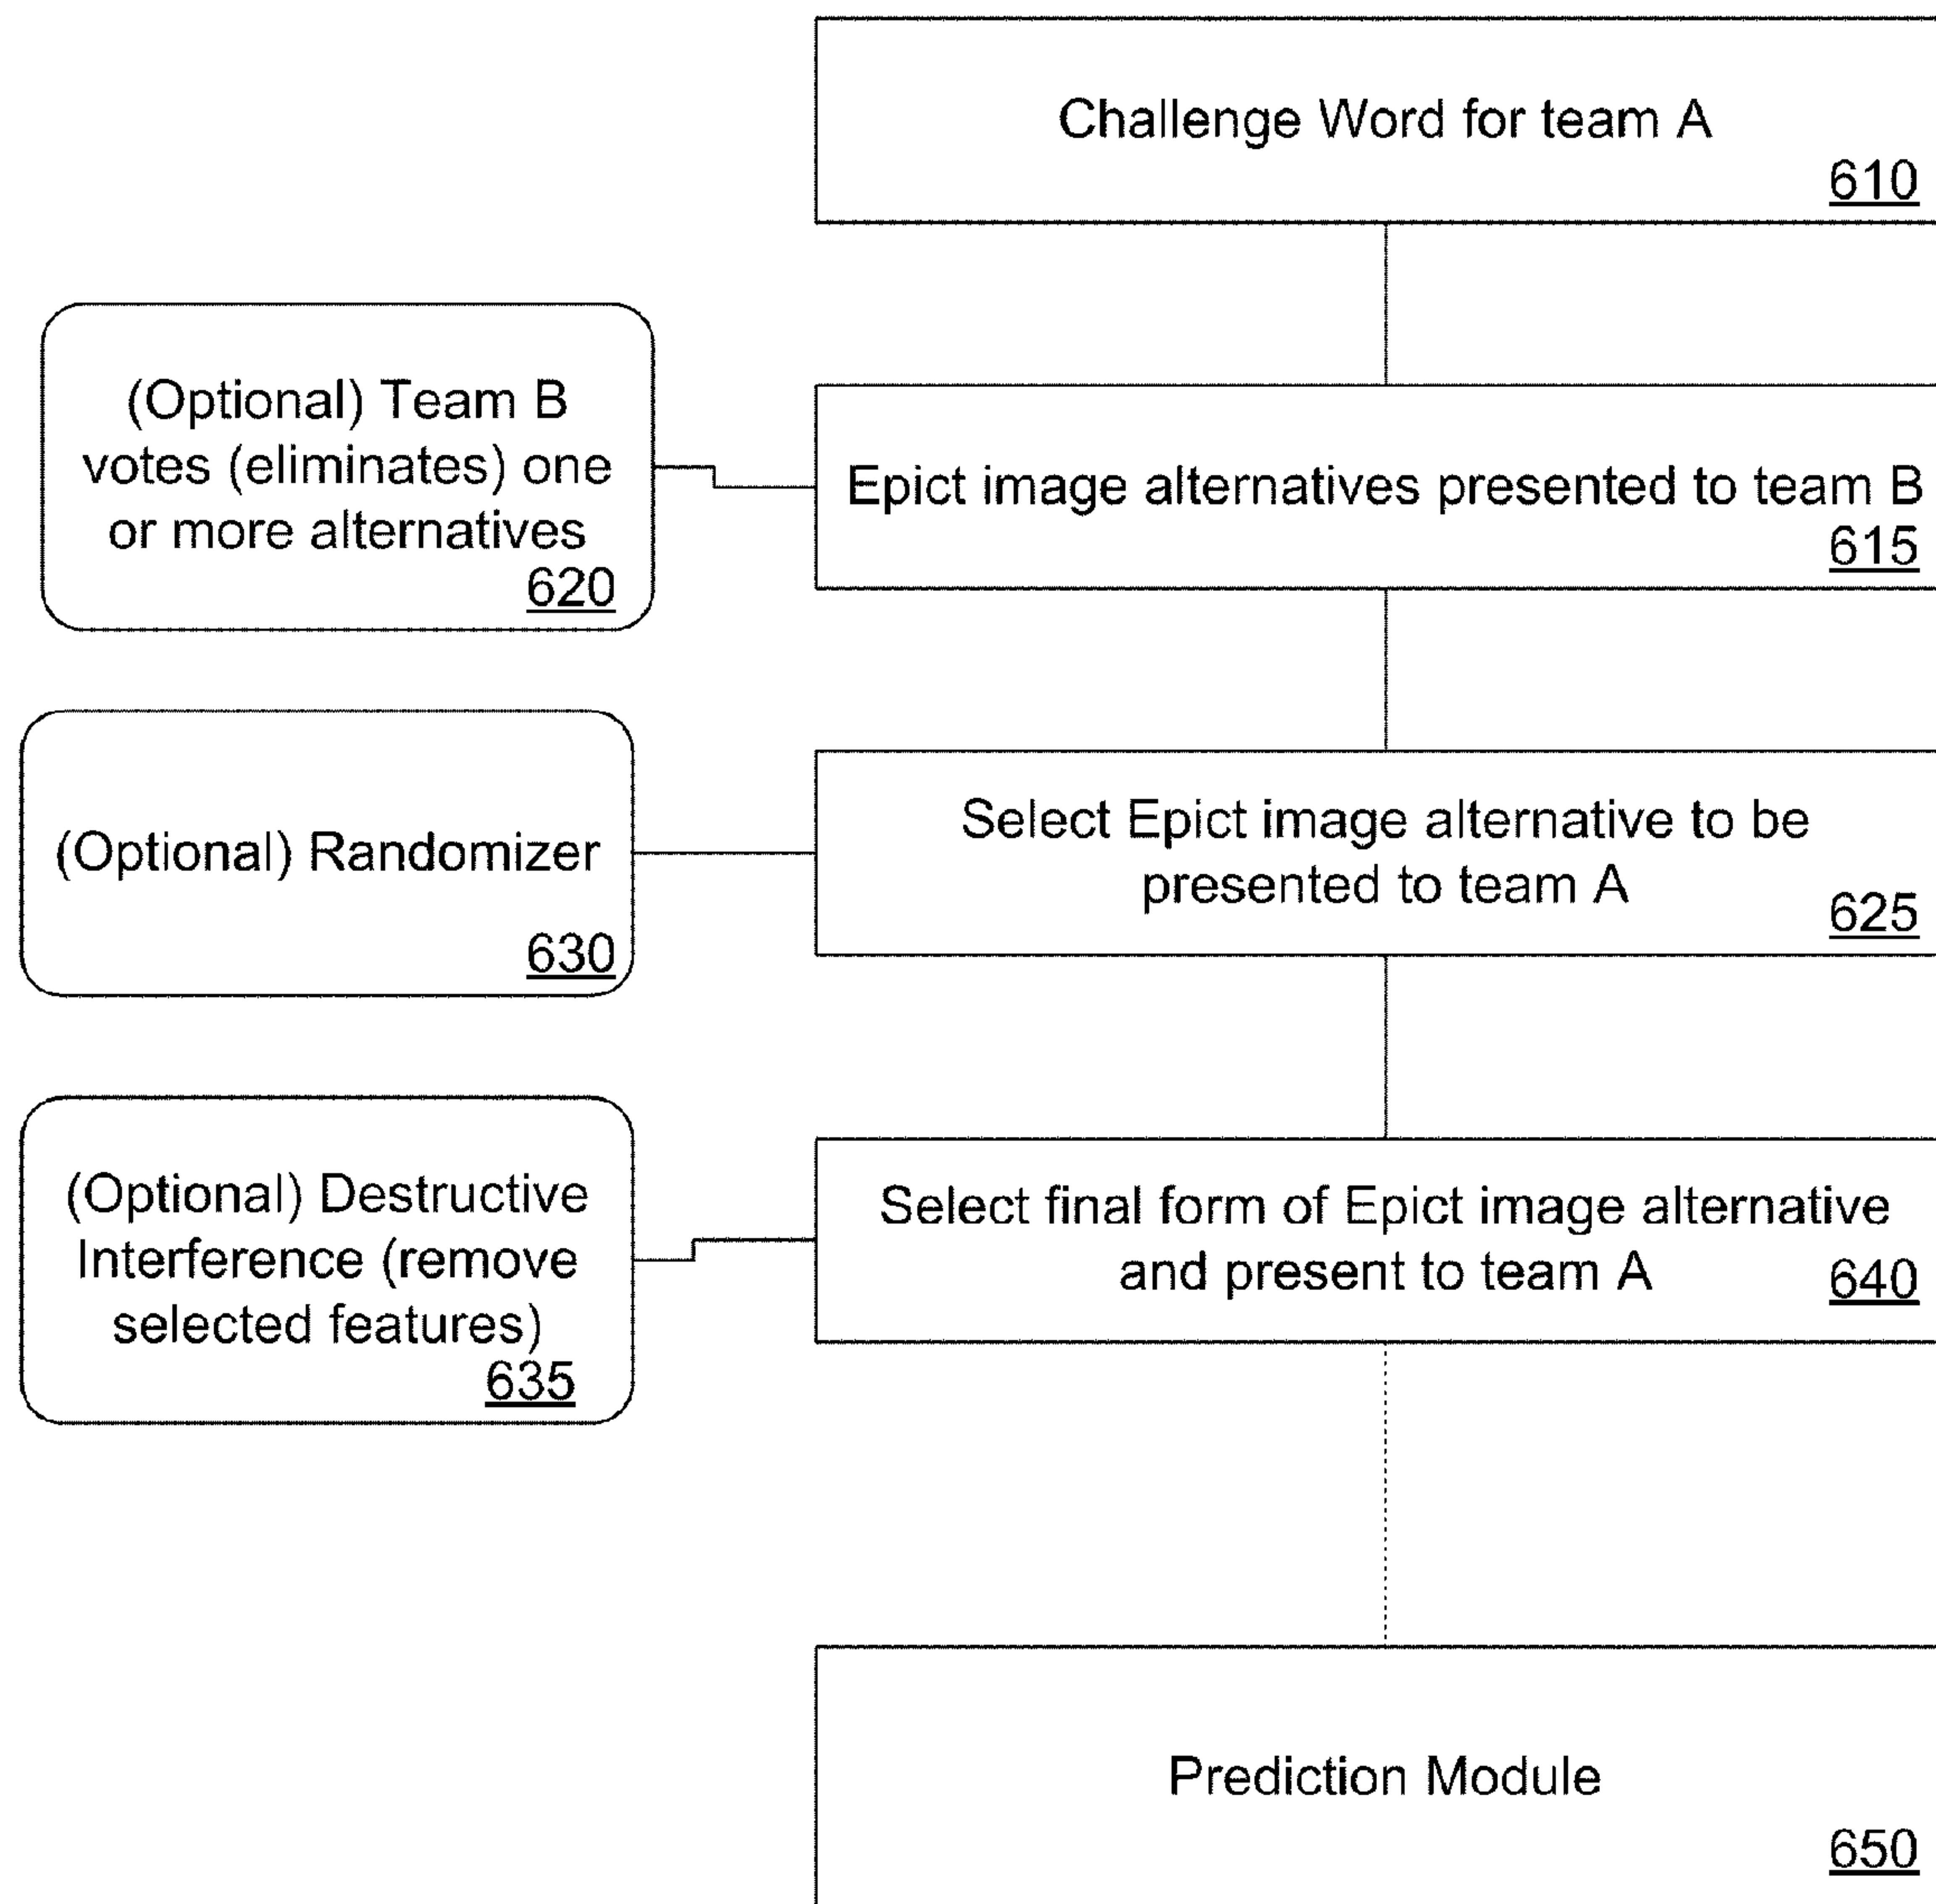 Challenge Word for team A
610
(Optional) Team B
votes (eliminates) one
or more alternatives
620
Epict image alternatives presented to team B
615
(Optional) Randomizer
630
Select Epict image alternative to be
presented to team A
625
(Optional) Destructive
Interference (remove
selected features)
635
Select final form of Epict image alternative
and present to team A
640
Prediction Module
650